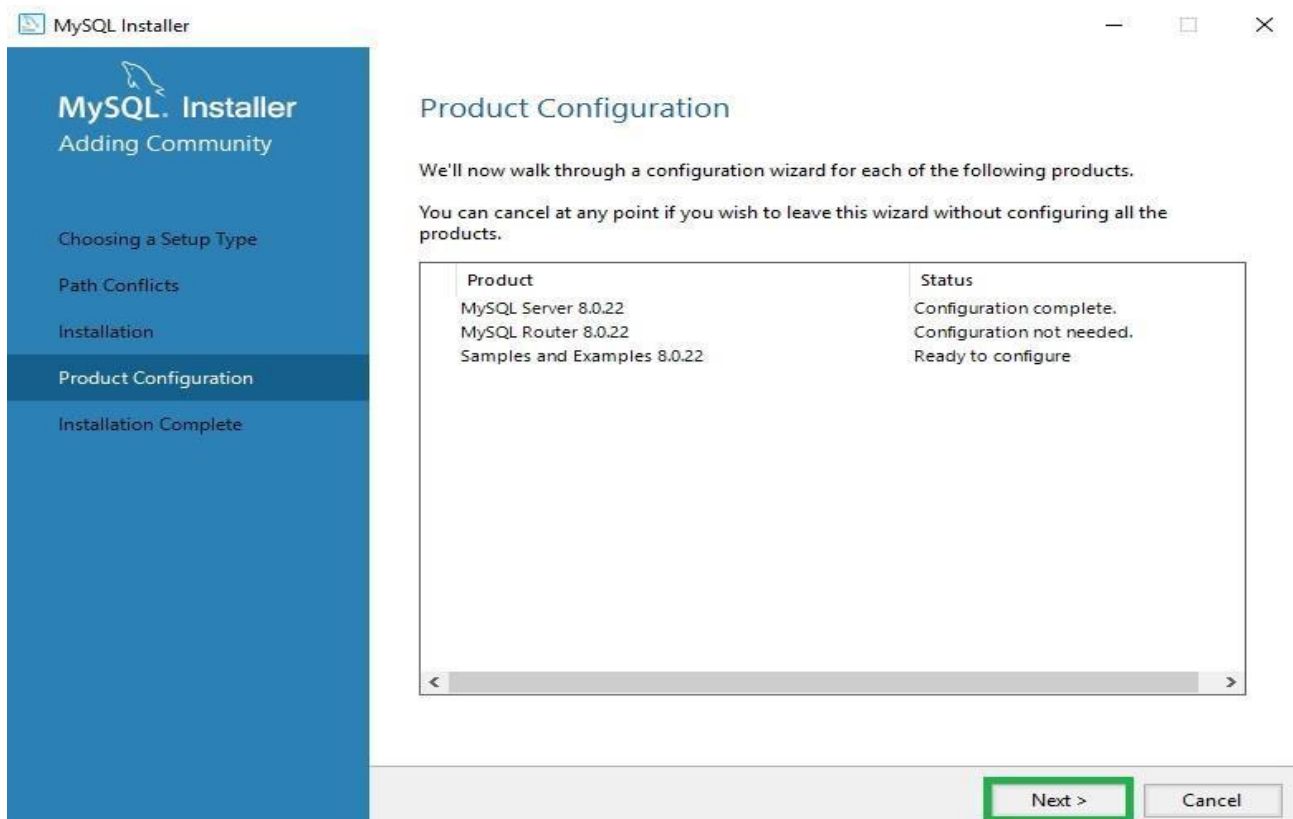 MySQL Installer
MySQL. Installer
Adding Community
Choosing a Setup Type
Path Conflicts
Installation
Product Configuration
Installation Complete
Product Configuration
We'll now walk through a configuration wizard for each of the following products.
You can cancel at any point if you wish to leave this wizard without configuring all the
products.
Product Status
MySQL Server 8.0.22 Configuration complete.
MySQL Router 8.0.22 Configuration not needed.
Samples and Examples 8.0.22 Ready to configure
Next > Cancel